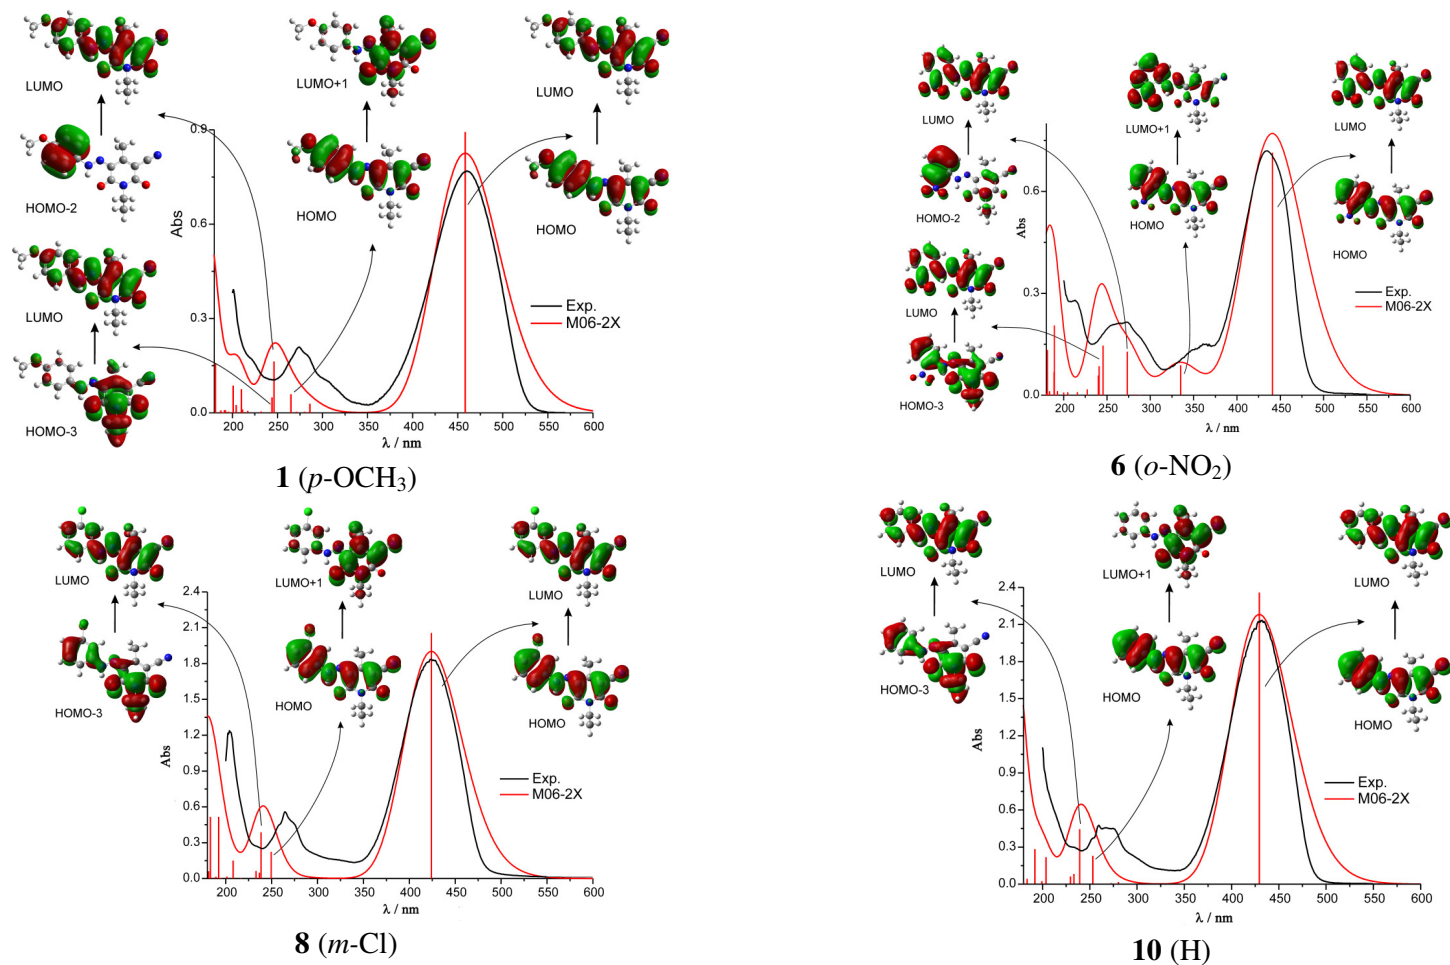 LUMO
LUMO+1
LUMO
HOMO-2
HOMO
HOMO
LUMO
HOMO-3
Abs
0.9
0.6
0.3
0.0
Exp.
M06-2X
200 250 300 350 400 450 500 550 600
λ / nm
1 (p-OCH₃)
LUMO
LUMO+1
LUMO
HOMO-2
HOMO
HOMO
LUMO
HOMO-3
Abs
0.6
0.3
0.0
Exp.
M06-2X
200 250 300 350 400 450 500 550 600
λ / nm
6 (o-NO₂)
LUMO
LUMO+1
LUMO
HOMO-3
HOMO
HOMO
Abs
2.4
2.1
1.8
1.5
1.2
0.9
0.6
0.3
0.0
Exp.
M06-2X
200 250 300 350 400 450 500 550 600
λ / nm
8 (m-Cl)
LUMO
LUMO+1
LUMO
HOMO-3
HOMO
HOMO
Abs
2.4
2.1
1.8
1.5
1.2
0.9
0.6
0.3
0.0
Exp.
M06-2X
200 250 300 350 400 450 500 550 600
λ / nm
10 (H)